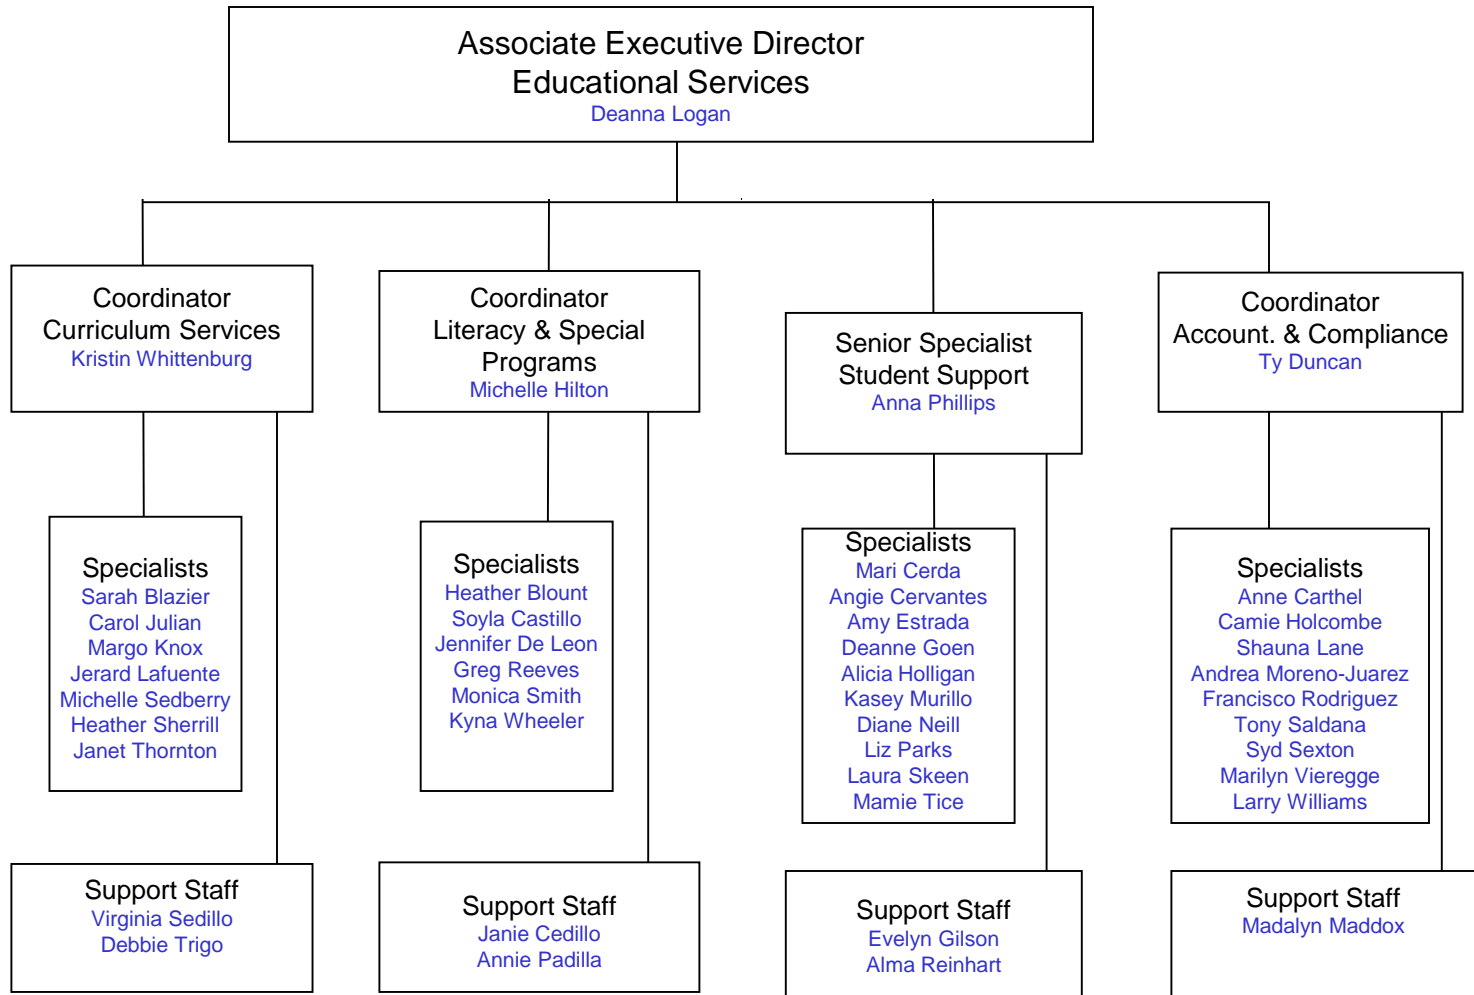 Associate Executive Director
Educational Services
Deanna Logan
Coordinator
Curriculum Services
Kristin Whittenburg
Coordinator
Literacy & Special
Programs
Michelle Hilton
Senior Specialist
Student Support
Anna Phillips
Coordinator
Account. & Compliance
Ty Duncan
Specialists
Sarah Blazier
Carol Julian
Margo Knox
Jerard Lafuente
Michelle Sedberry
Heather Sherrill
Janet Thornton
Specialists
Heather Blount
Soyla Castillo
Jennifer De Leon
Greg Reeves
Monica Smith
Kyna Wheeler
Specialists
Mari Cerda
Angie Cervantes
Amy Estrada
Deanne Goen
Alicia Holligan
Kasey Murillo
Diane Neill
Liz Parks
Laura Skeen
Mamie Tice
Specialists
Anne Carthel
Camie Holcombe
Shauna Lane
Andrea Moreno-Juarez
Francisco Rodriguez
Tony Saldana
Syd Sexton
Marilyn Vieregge
Larry Williams
Support Staff
Virginia Sedillo
Debbie Trigo
Support Staff
Janie Cedillo
Annie Padilla
Support Staff
Evelyn Gilson
Alma Reinhart
Support Staff
Madalyn Maddox